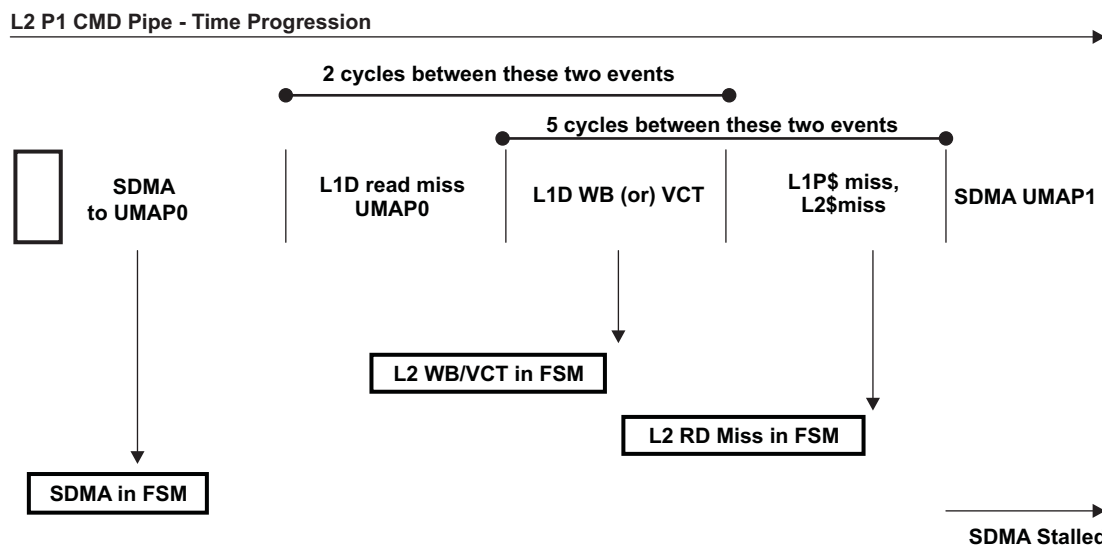 L2 P1 CMD Pipe - Time Progression
2 cycles between these two events
5 cycles between these two events
SDMA
to UMAP0
L1D read miss
UMAP0
L1D WB (or) VCT
L1P$ miss,
L2$miss
SDMA UMAP1
L2 WB/VCT in FSM
L2 RD Miss in FSM
SDMA in FSM
SDMA Stalled